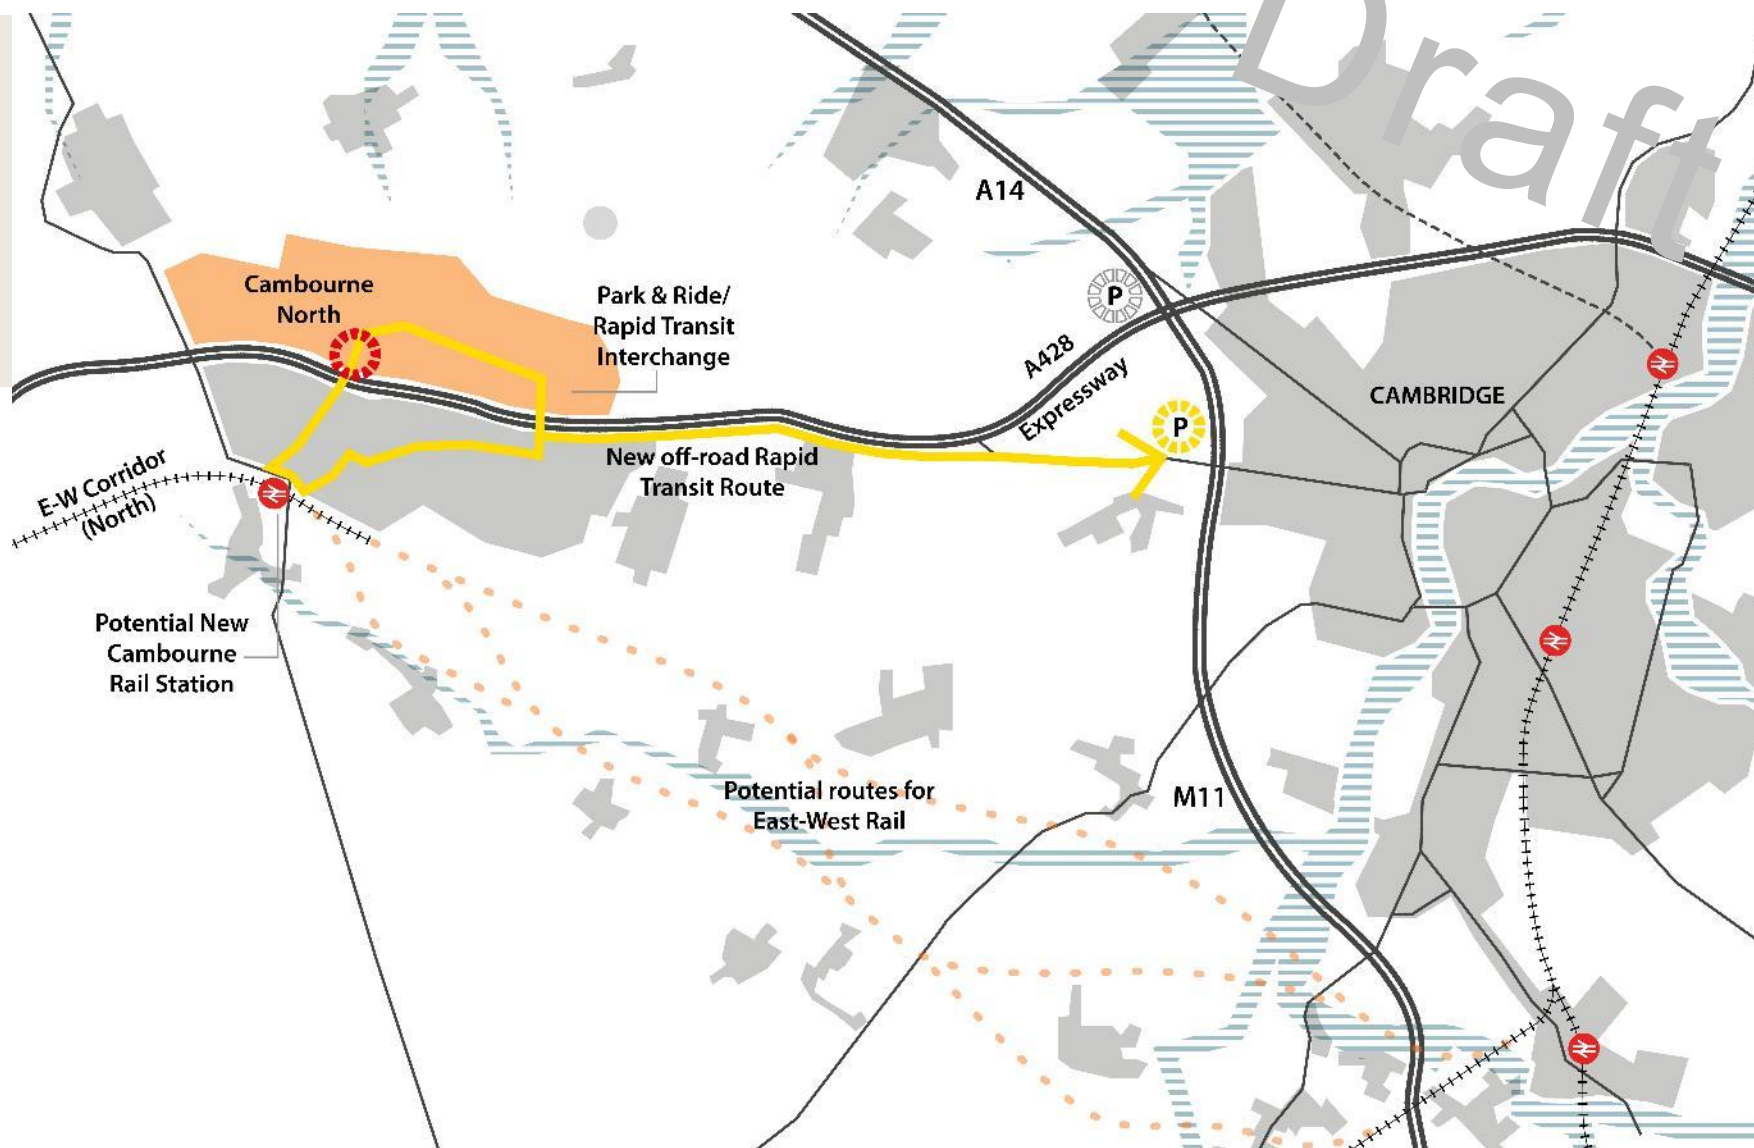 Draft
A14
Cambourne
North
Park & Ride/
Rapid Transit
Interchange
P
A428
Expressway
CAMBRIDGE
P
New off-road Rapid
Transit Route
E-W Corridor
(North)
Potential New
Cambourne
Rail Station
Potential routes for
East-West Rail
M11